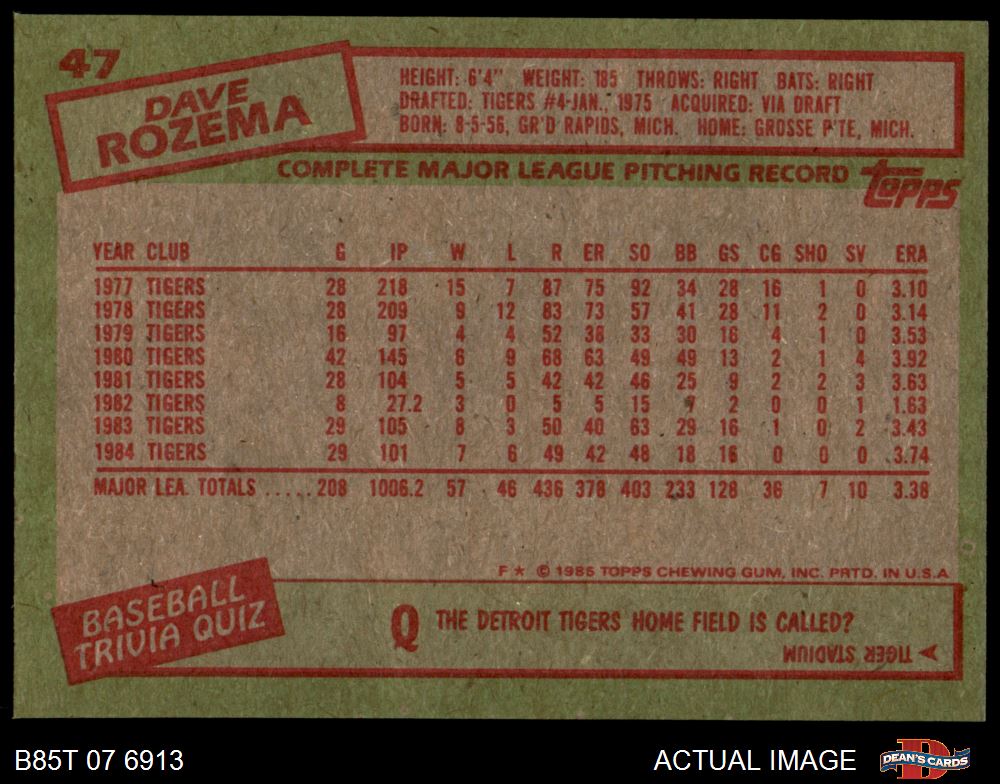 47
DAVE
ROZEMA
HEIGHT: 6'4" WEIGHT: 185 THROWS: RIGHT BATS: RIGHT
DRAFTED: TIGERS #4-JAN., 1975 ACQUIRED: VIA DRAFT
BORN: 8-5-56, GR'D RAPIDS, MICH. HOME: GROSSE P'TE, MICH.
COMPLETE MAJOR LEAGUE PITCHING RECORD
topps
YEAR CLUB G IP W L R ER SO BB GS CG SHO SV ERA
1977 TIGERS 28 218 15 7 87 75 92 34 28 16 1 0 3.10
1978 TIGERS 28 209 9 12 83 73 57 41 28 11 2 0 3.14
1979 TIGERS 16 97 4 4 52 38 33 30 16 4 1 0 3.53
1980 TIGERS 42 145 6 9 68 63 49 49 13 2 1 4 3.92
1981 TIGERS 28 104 5 5 42 42 46 25 9 2 2 3 3.63
1982 TIGERS 8 27.2 3 0 5 5 15 7 2 0 0 1 1.63
1983 TIGERS 29 105 8 3 50 40 63 29 16 1 0 2 3.43
1984 TIGERS 29 101 7 6 49 42 48 18 16 0 0 0 3.74
MAJOR LEA. TOTALS ..... 208 1006.2 57 46 436 378 403 233 128 36 7 10 3.38
F★ © 1985 TOPPS CHEWING GUM, INC. PRTD. IN U.S.A
BASEBALL
TRIVIA QUIZ
Q THE DETROIT TIGERS HOME FIELD IS CALLED?
A TIGER STADIUM
B85T 07 6913
ACTUAL IMAGE
D
DEAN'S CARDS